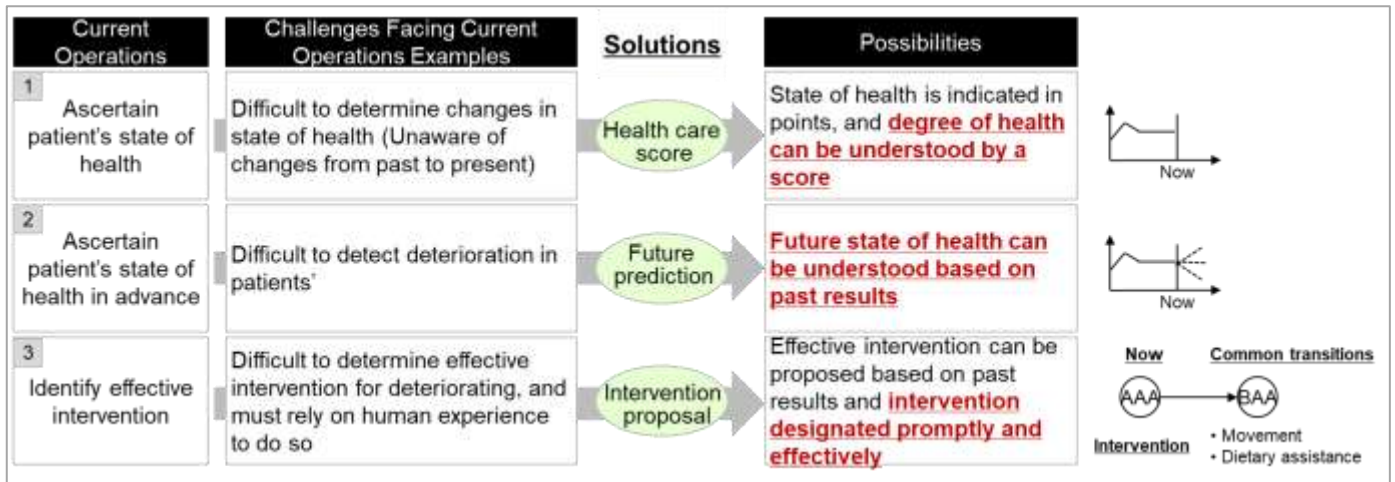 Current
Operations
Challenges Facing Current
Operations Examples
Solutions
Possibilities
1
Ascertain
patient's state of
health
Difficult to determine changes in
state of health (Unaware of
changes from past to present)
Health care
score
State of health is indicated in
points, and degree of health
can be understood by a
score
Now
2
Ascertain
patient's state of
health in advance
Difficult to detect deterioration in
patients'
Future
prediction
Future state of health can
be understood based on
past results
Now
3
Identify effective
intervention
Difficult to determine effective
intervention for deteriorating, and
must rely on human experience
to do so
Intervention
proposal
Effective intervention can be
proposed based on past
results and intervention
designated promptly and
effectively
Now
Common transitions
AAA
BAA
Intervention
• Movement
• Dietary assistance